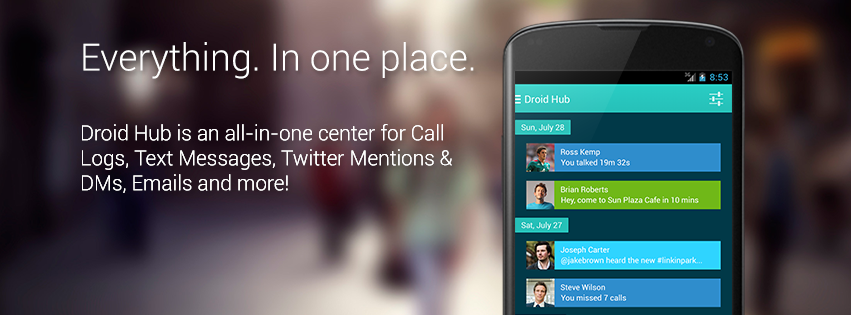 Everything. In one place.
Droid Hub is an all-in-one center for Call
Logs, Text Messages, Twitter Mentions &
DMs, Emails and more!
3G
8:53
Droid Hub
Sun, July 28
Ross Kemp
You talked 19m 32s
Brian Roberts
Hey, come to Sun Plaza Cafe in 10 mins
Sat, July 27
Joseph Carter
@jakebrown heard the new #linkinpark...
Steve Wilson
You missed 7 calls